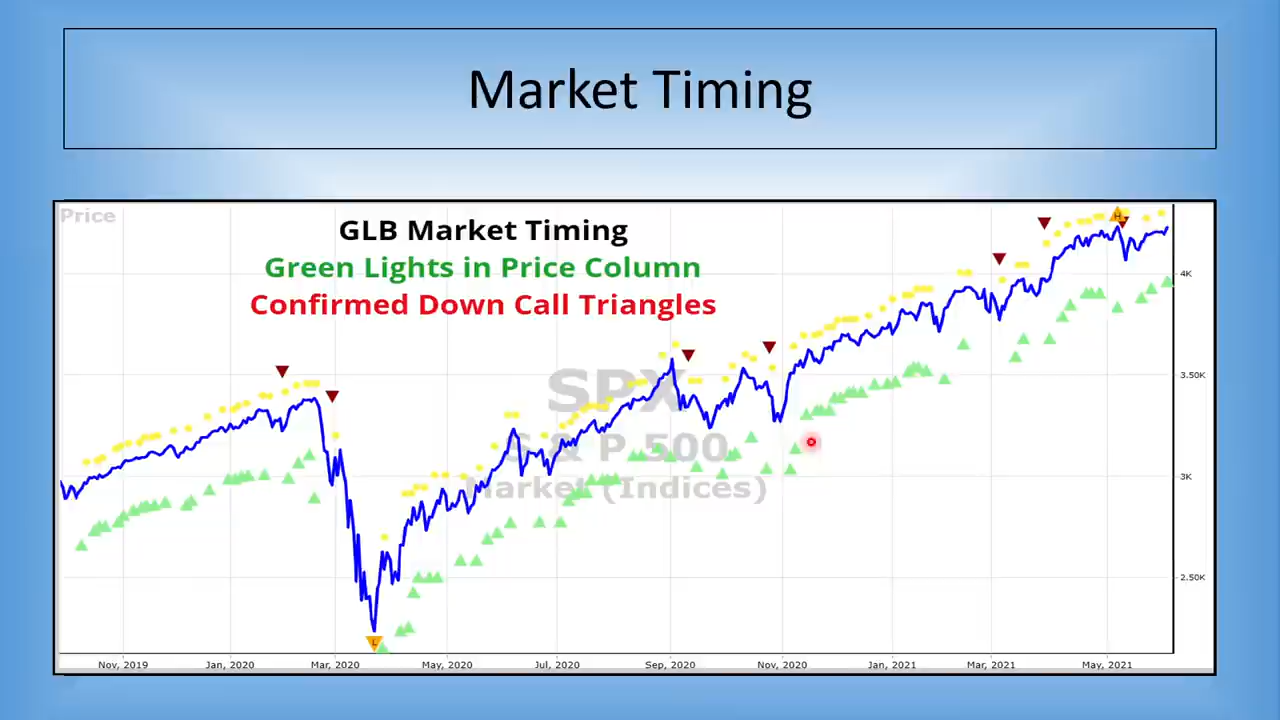 Market Timing
Price
GLB Market Timing
Green Lights in Price Column
Confirmed Down Call Triangles
H
4K
3.50K
SPX
S & P 500
3K
Market (Indices)
2.50K
L
Nov, 2019 Jan, 2020 Mar, 2020 May, 2020 Jul, 2020 Sep, 2020 Nov, 2020 Jan, 2021 Mar, 2021 May, 2021